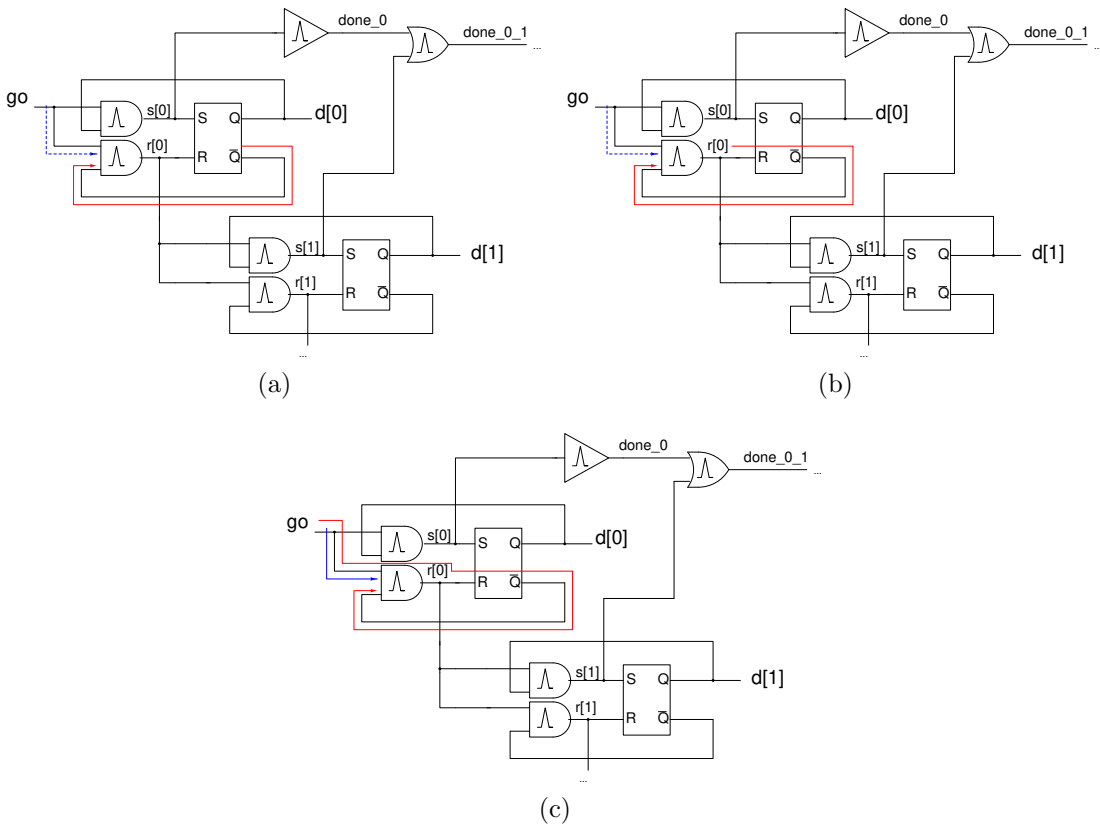 done_0
done_0_1
...
go
s[0]
S
Q
d[0]
r[0]
R
Q̅
s[1]
S
Q
d[1]
r[1]
R
Q̅
...
(a)
done_0
done_0_1
...
go
s[0]
S
Q
d[0]
r[0]
R
Q̅
s[1]
S
Q
d[1]
r[1]
R
Q̅
...
(b)
done_0
done_0_1
...
go
s[0]
S
Q
d[0]
r[0]
R
Q̅
s[1]
S
Q
d[1]
r[1]
R
Q̅
...
(c)